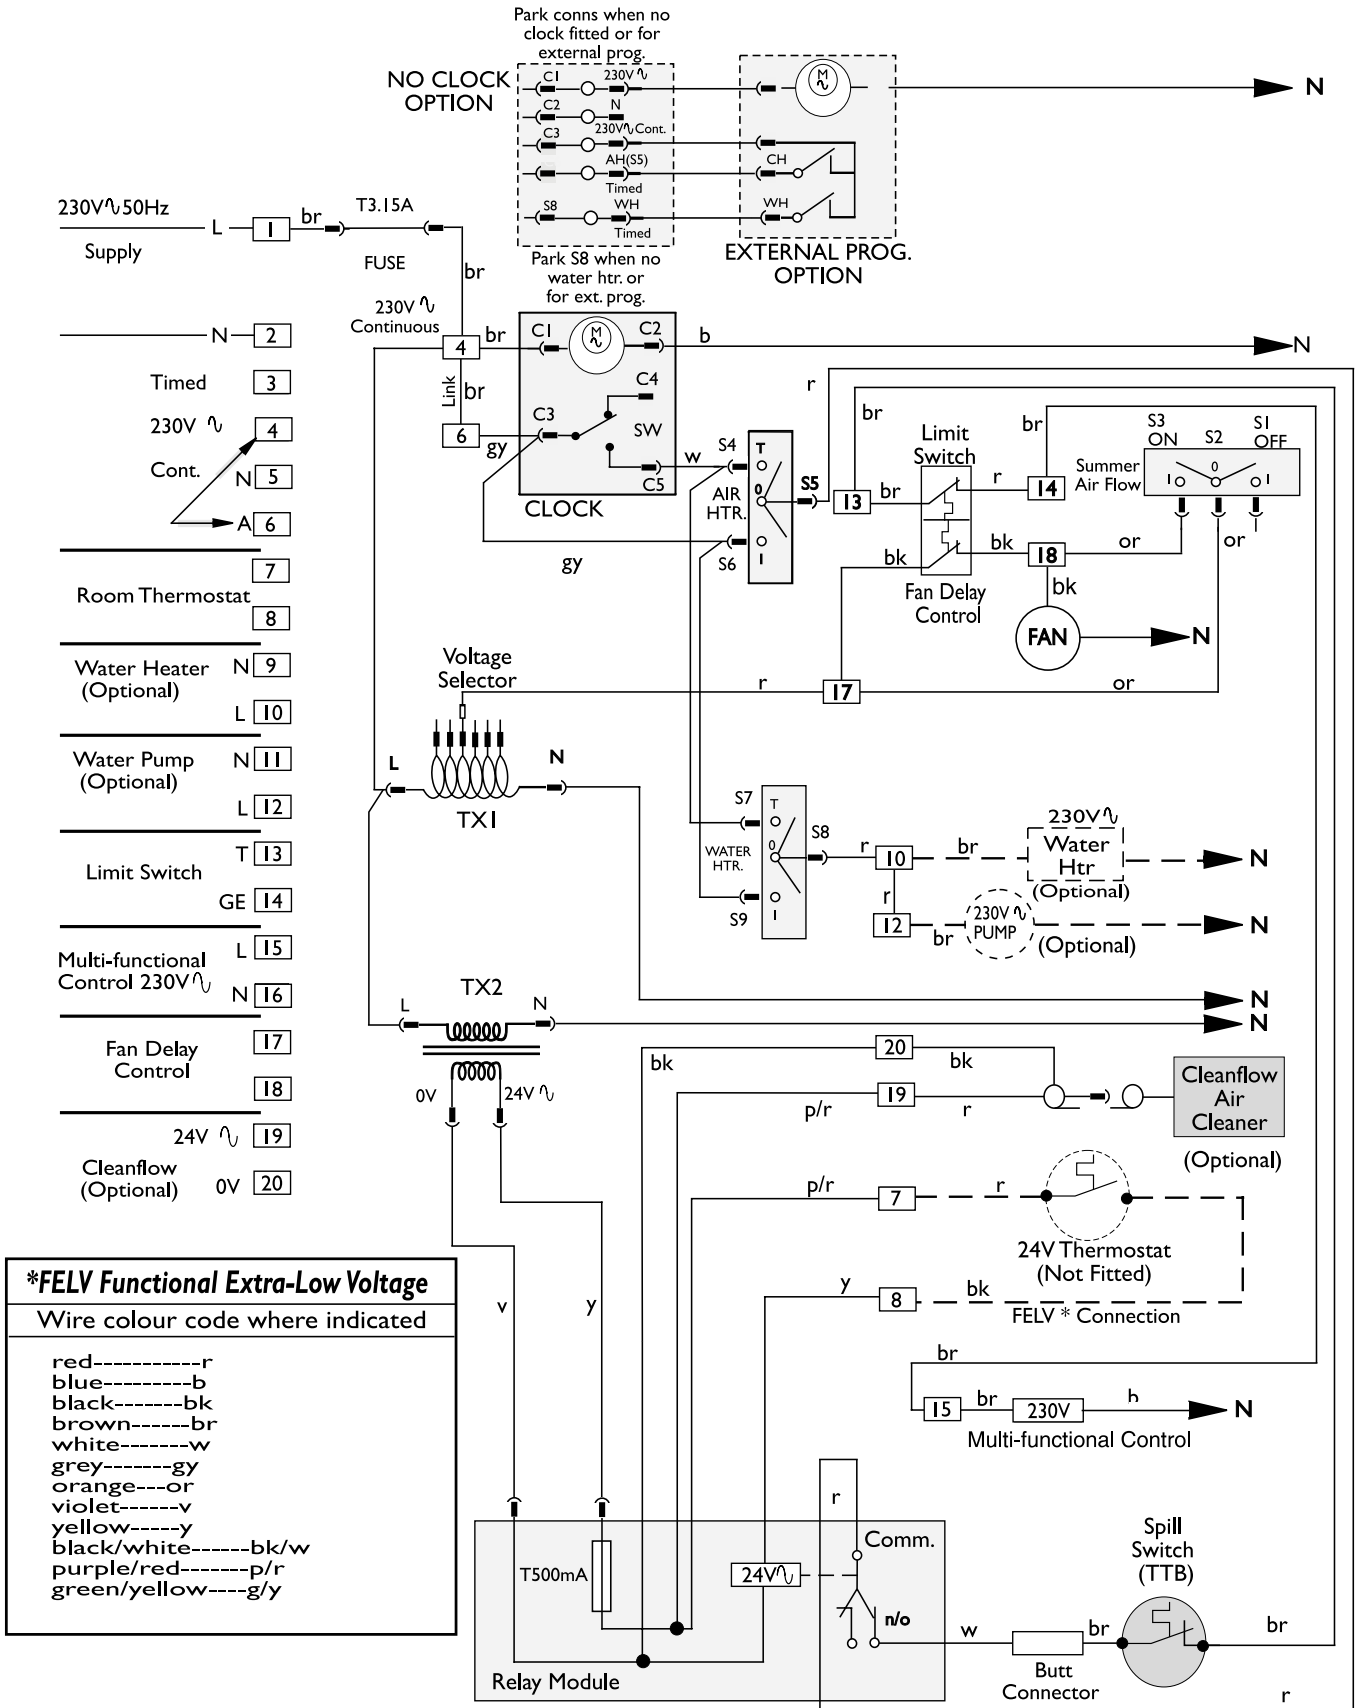 Park conns when no
clock fitted or for
external prog.
NO CLOCK
OPTION
C1 230V
C2 N
C3 230V Cont.
AH(S5)
Timed
S8 WH
Timed
M
CH
WH
N
EXTERNAL PROG.
OPTION
Park S8 when no
water htr. or
for ext. prog.
230V 50Hz
Supply
L 1 br T3.15A
FUSE
br
230V
Continuous
4 br
Link br
6 gy
C1 M C2 b N
C4
C3
SW
C5 w
CLOCK
gy
N 2
Timed 3
230V 4
Cont. N 5
A 6
Room Thermostat
7
8
Water Heater
(Optional)
N 9
L 10
Water Pump
(Optional)
N 11
L 12
Limit Switch
T 13
GE 14
Multi-functional
Control 230V
L 15
N 16
Fan Delay
Control
17
18
24V 19
Cleanflow
(Optional) 0V 20
S4 T
AIR
HTR.
0
S5
S6 I
r
br
13 br
Limit
Switch
r
14
br
bk
bk
18
or
Fan Delay
Control
bk
FAN N
S3
ON
S2
S1
OFF
Summer
Air Flow
I 0 I
or
Voltage
Selector
r 17 or
L N
TX1
S7 T
WATER
HTR.
0
S8
S9 I
r 10 br
230V
Water
Htr
(Optional)
N
r
12 br
230V
PUMP
(Optional)
N
N
N
L TX2 N
0V 24V
bk 20 bk
p/r 19 r
Cleanflow
Air
Cleaner
(Optional)
p/r 7 r
24V Thermostat
(Not Fitted)
y 8 bk
FELV * Connection
v y
br
15 br 230V b N
Multi-functional Control
*FELV Functional Extra-Low Voltage
Wire colour code where indicated
red-----------r
blue---------b
black-------bk
brown------br
white-------w
grey-------gy
orange---or
violet------v
yellow-----y
black/white------bk/w
purple/red-------p/r
green/yellow----g/y
r
T500mA
24V
Comm.
n/o
Relay Module
w
Butt
Connector
br
Spill
Switch
(TTB)
br
r